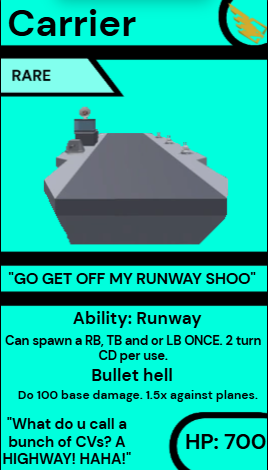 Carrier
RARE
"GO GET OFF MY RUNWAY SHOO"
Ability: Runway
Can spawn a RB, TB and or LB ONCE. 2 turn
CD per use.
Bullet hell
Do 100 base damage. 1.5x against planes.
"What do u call a
bunch of CVs? A
HIGHWAY! HAHA!"
HP: 700